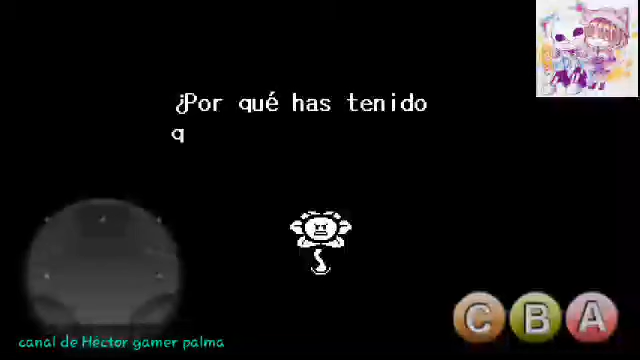 ¿Por qué has tenido
q
C B A
canal de Héctor gamer palma